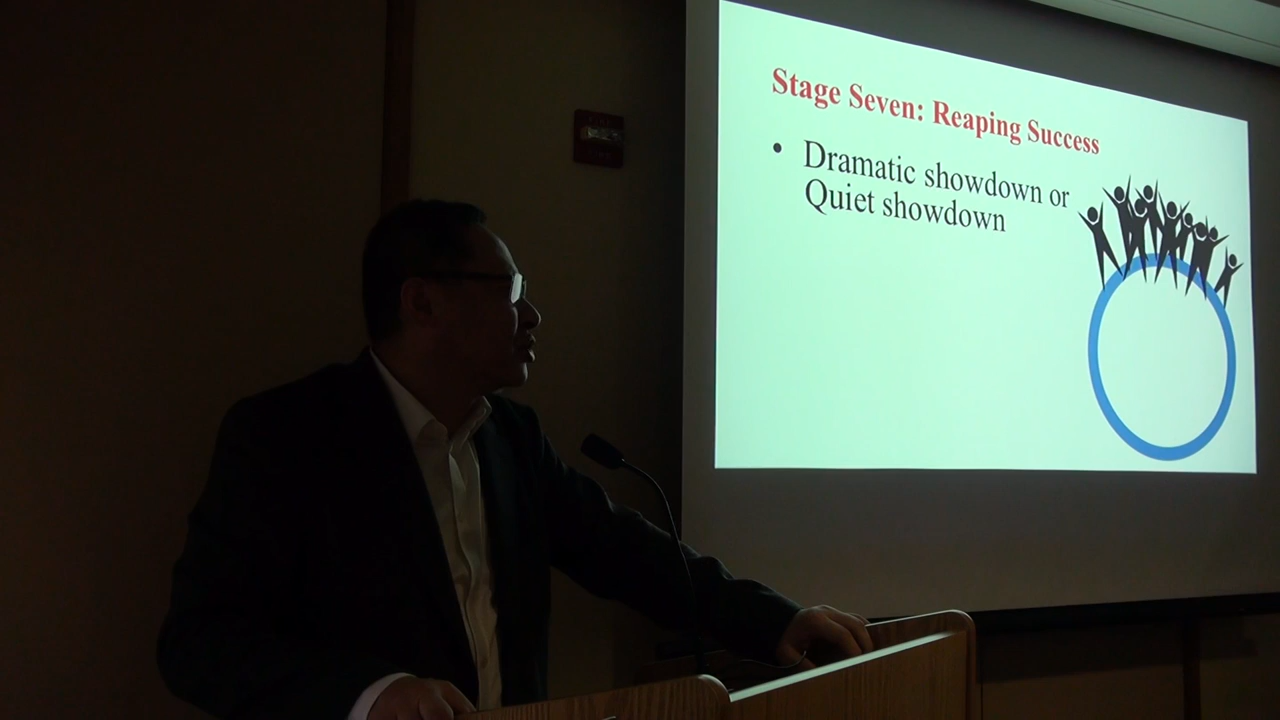 Stage Seven: Reaping Success
• Dramatic showdown or
Quiet showdown